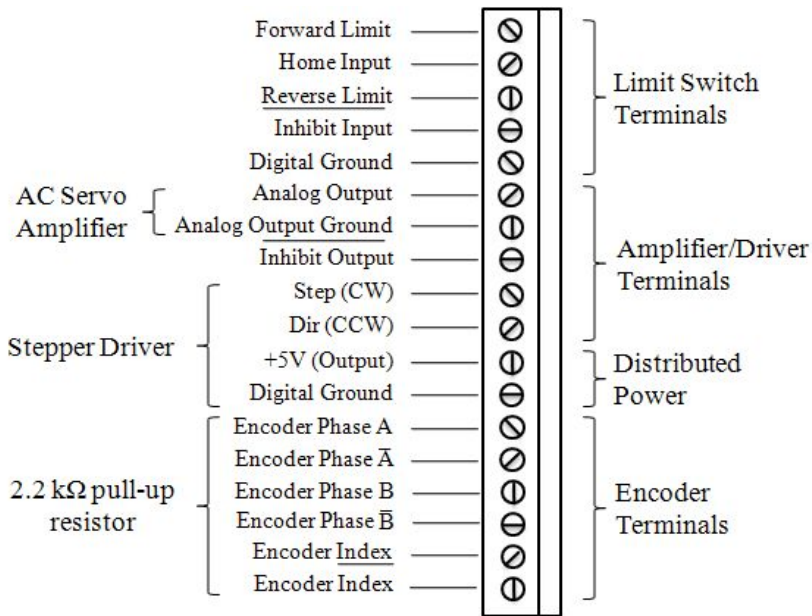 Forward Limit
Home Input
Reverse Limit
Inhibit Input
Digital Ground
Analog Output
Analog Output Ground
Inhibit Output
Step (CW)
Dir (CCW)
+5V (Output)
Digital Ground
Encoder Phase A
Encoder Phase A̅
Encoder Phase B
Encoder Phase B̅
Encoder Index
Encoder Index
AC Servo
Amplifier
Stepper Driver
2.2 kΩ pull-up
resistor
Limit Switch
Terminals
Amplifier/Driver
Terminals
Distributed
Power
Encoder
Terminals